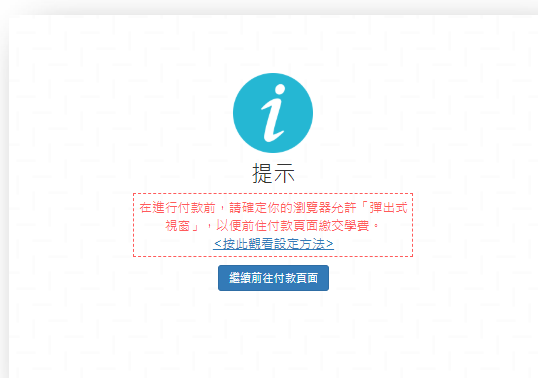 提示
在進行付款前，請確定你的瀏覽器允許「彈出式
視窗」，以便前住付款頁面繳交學費。
<按此觀看設定方法>
繼續前往付款頁面